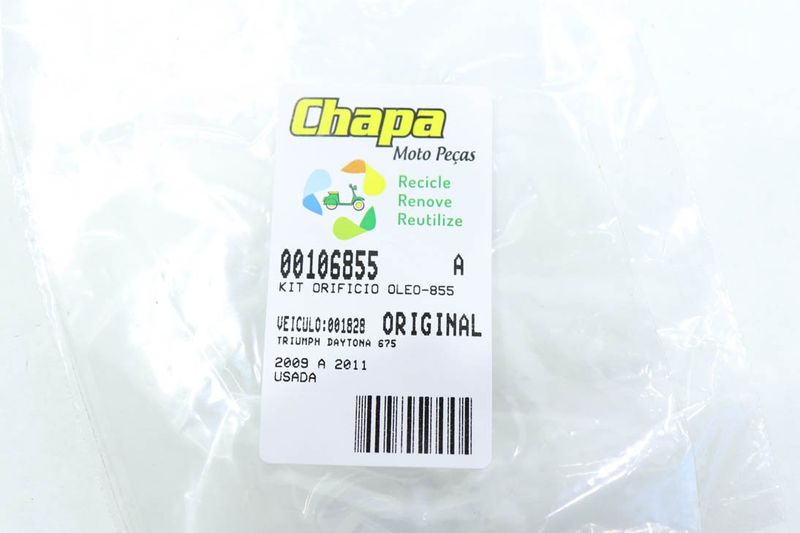 Chapa
Moto Peças
Recicle
Renove
Reutilize
00106855 A
KIT ORIFICIO OLEO-855
VEICULO:001828 ORIGINAL
TRIUMPH DAYTONA 675
2009 A 2011
USADA